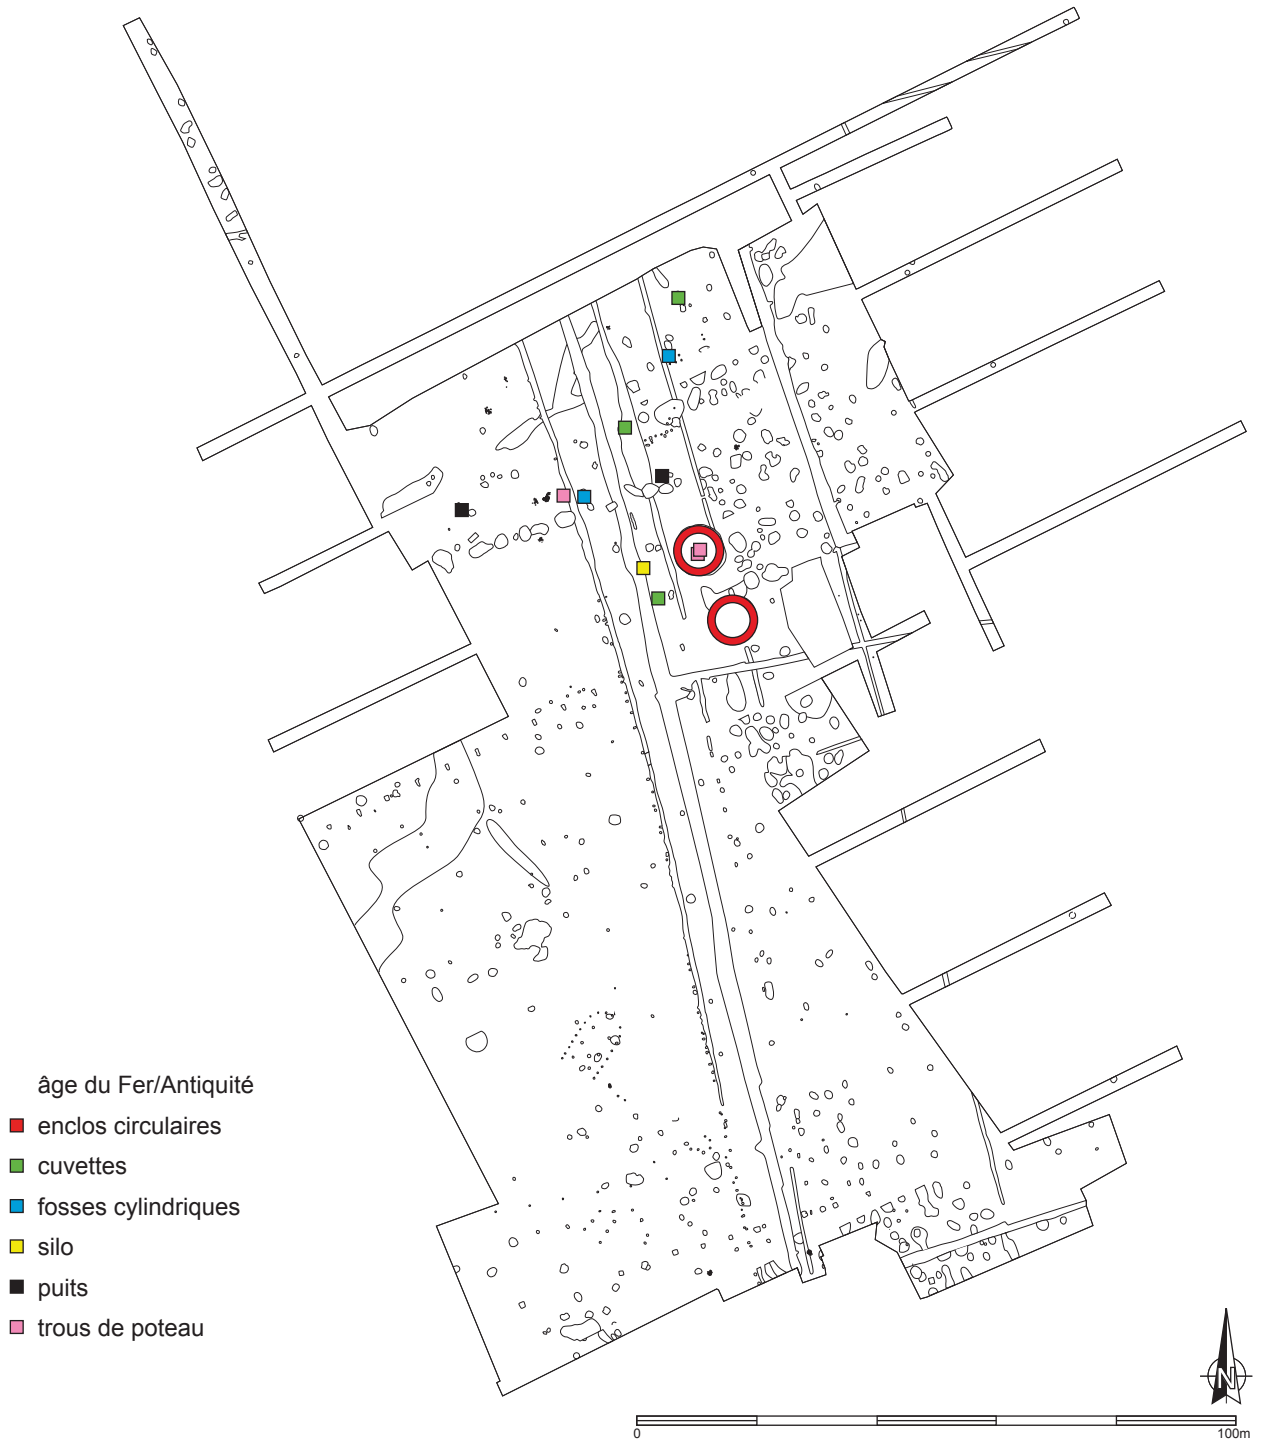 âge du Fer/Antiquité
enclos circulaires
cuvettes
fosses cylindriques
silo
puits
trous de poteau
N
0 100m